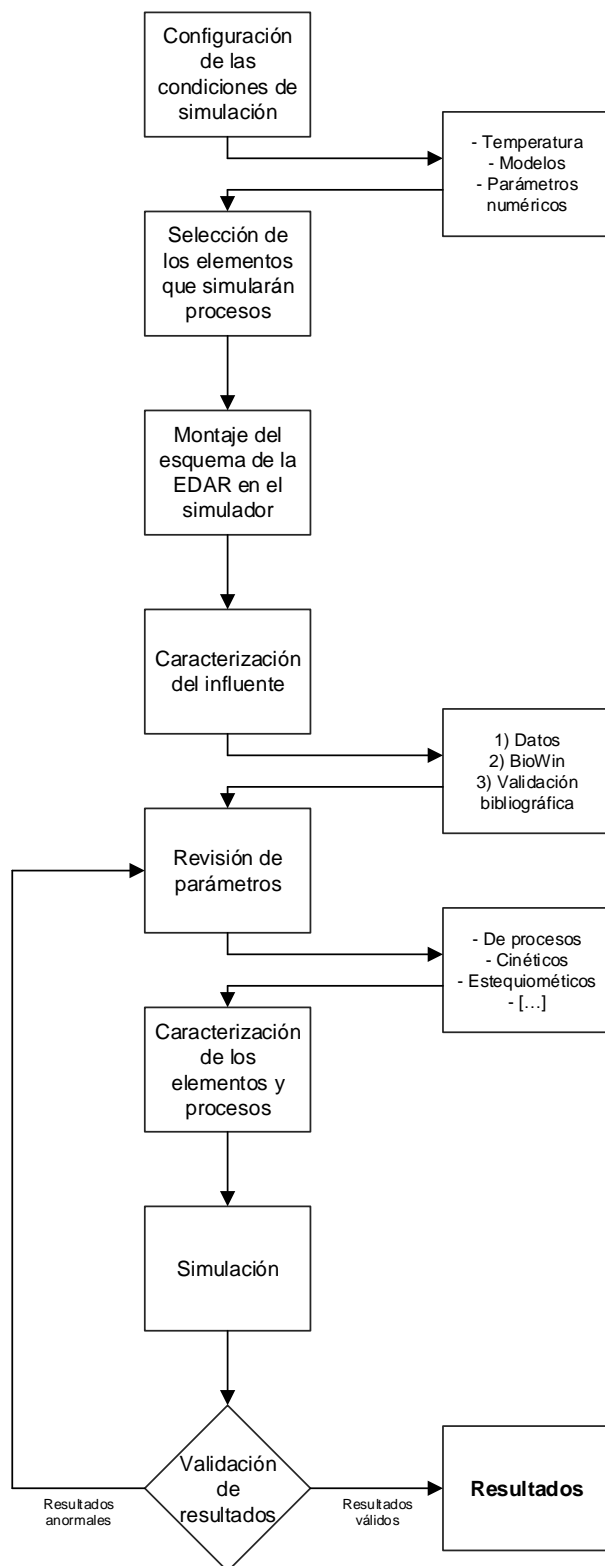 Configuración
de las
condiciones de
simulación
- Temperatura
- Modelos
- Parámetros
numéricos
Selección de
los elementos
que simularán
procesos
Montaje del
esquema de la
EDAR en el
simulador
Caracterización
del influente
1) Datos
2) BioWin
3) Validación
bibliográfica
Revisión de
parámetros
- De procesos
- Cinéticos
- Estequiométicos
- […]
Caracterización
de los
elementos y
procesos
Simulación
Validación
de
resultados
Resultados
anormales
Resultados
válidos
Resultados